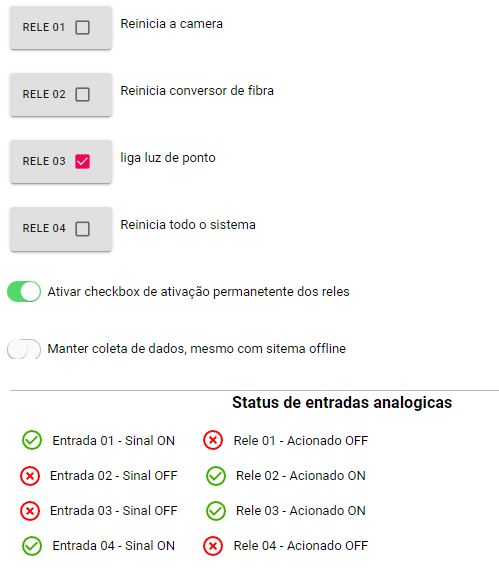 RELE 01 Reinicia a camera
RELE 02 Reinicia conversor de fibra
RELE 03 liga luz de ponto
RELE 04 Reinicia todo o sistema
Ativar checkbox de ativação permanetente dos reles
Manter coleta de dados, mesmo com sitema offline
Status de entradas analogicas
Entrada 01 - Sinal ON Rele 01 - Acionado OFF
Entrada 02 - Sinal OFF Rele 02 - Acionado ON
Entrada 03 - Sinal OFF Rele 03 - Acionado ON
Entrada 04 - Sinal ON Rele 04 - Acionado OFF